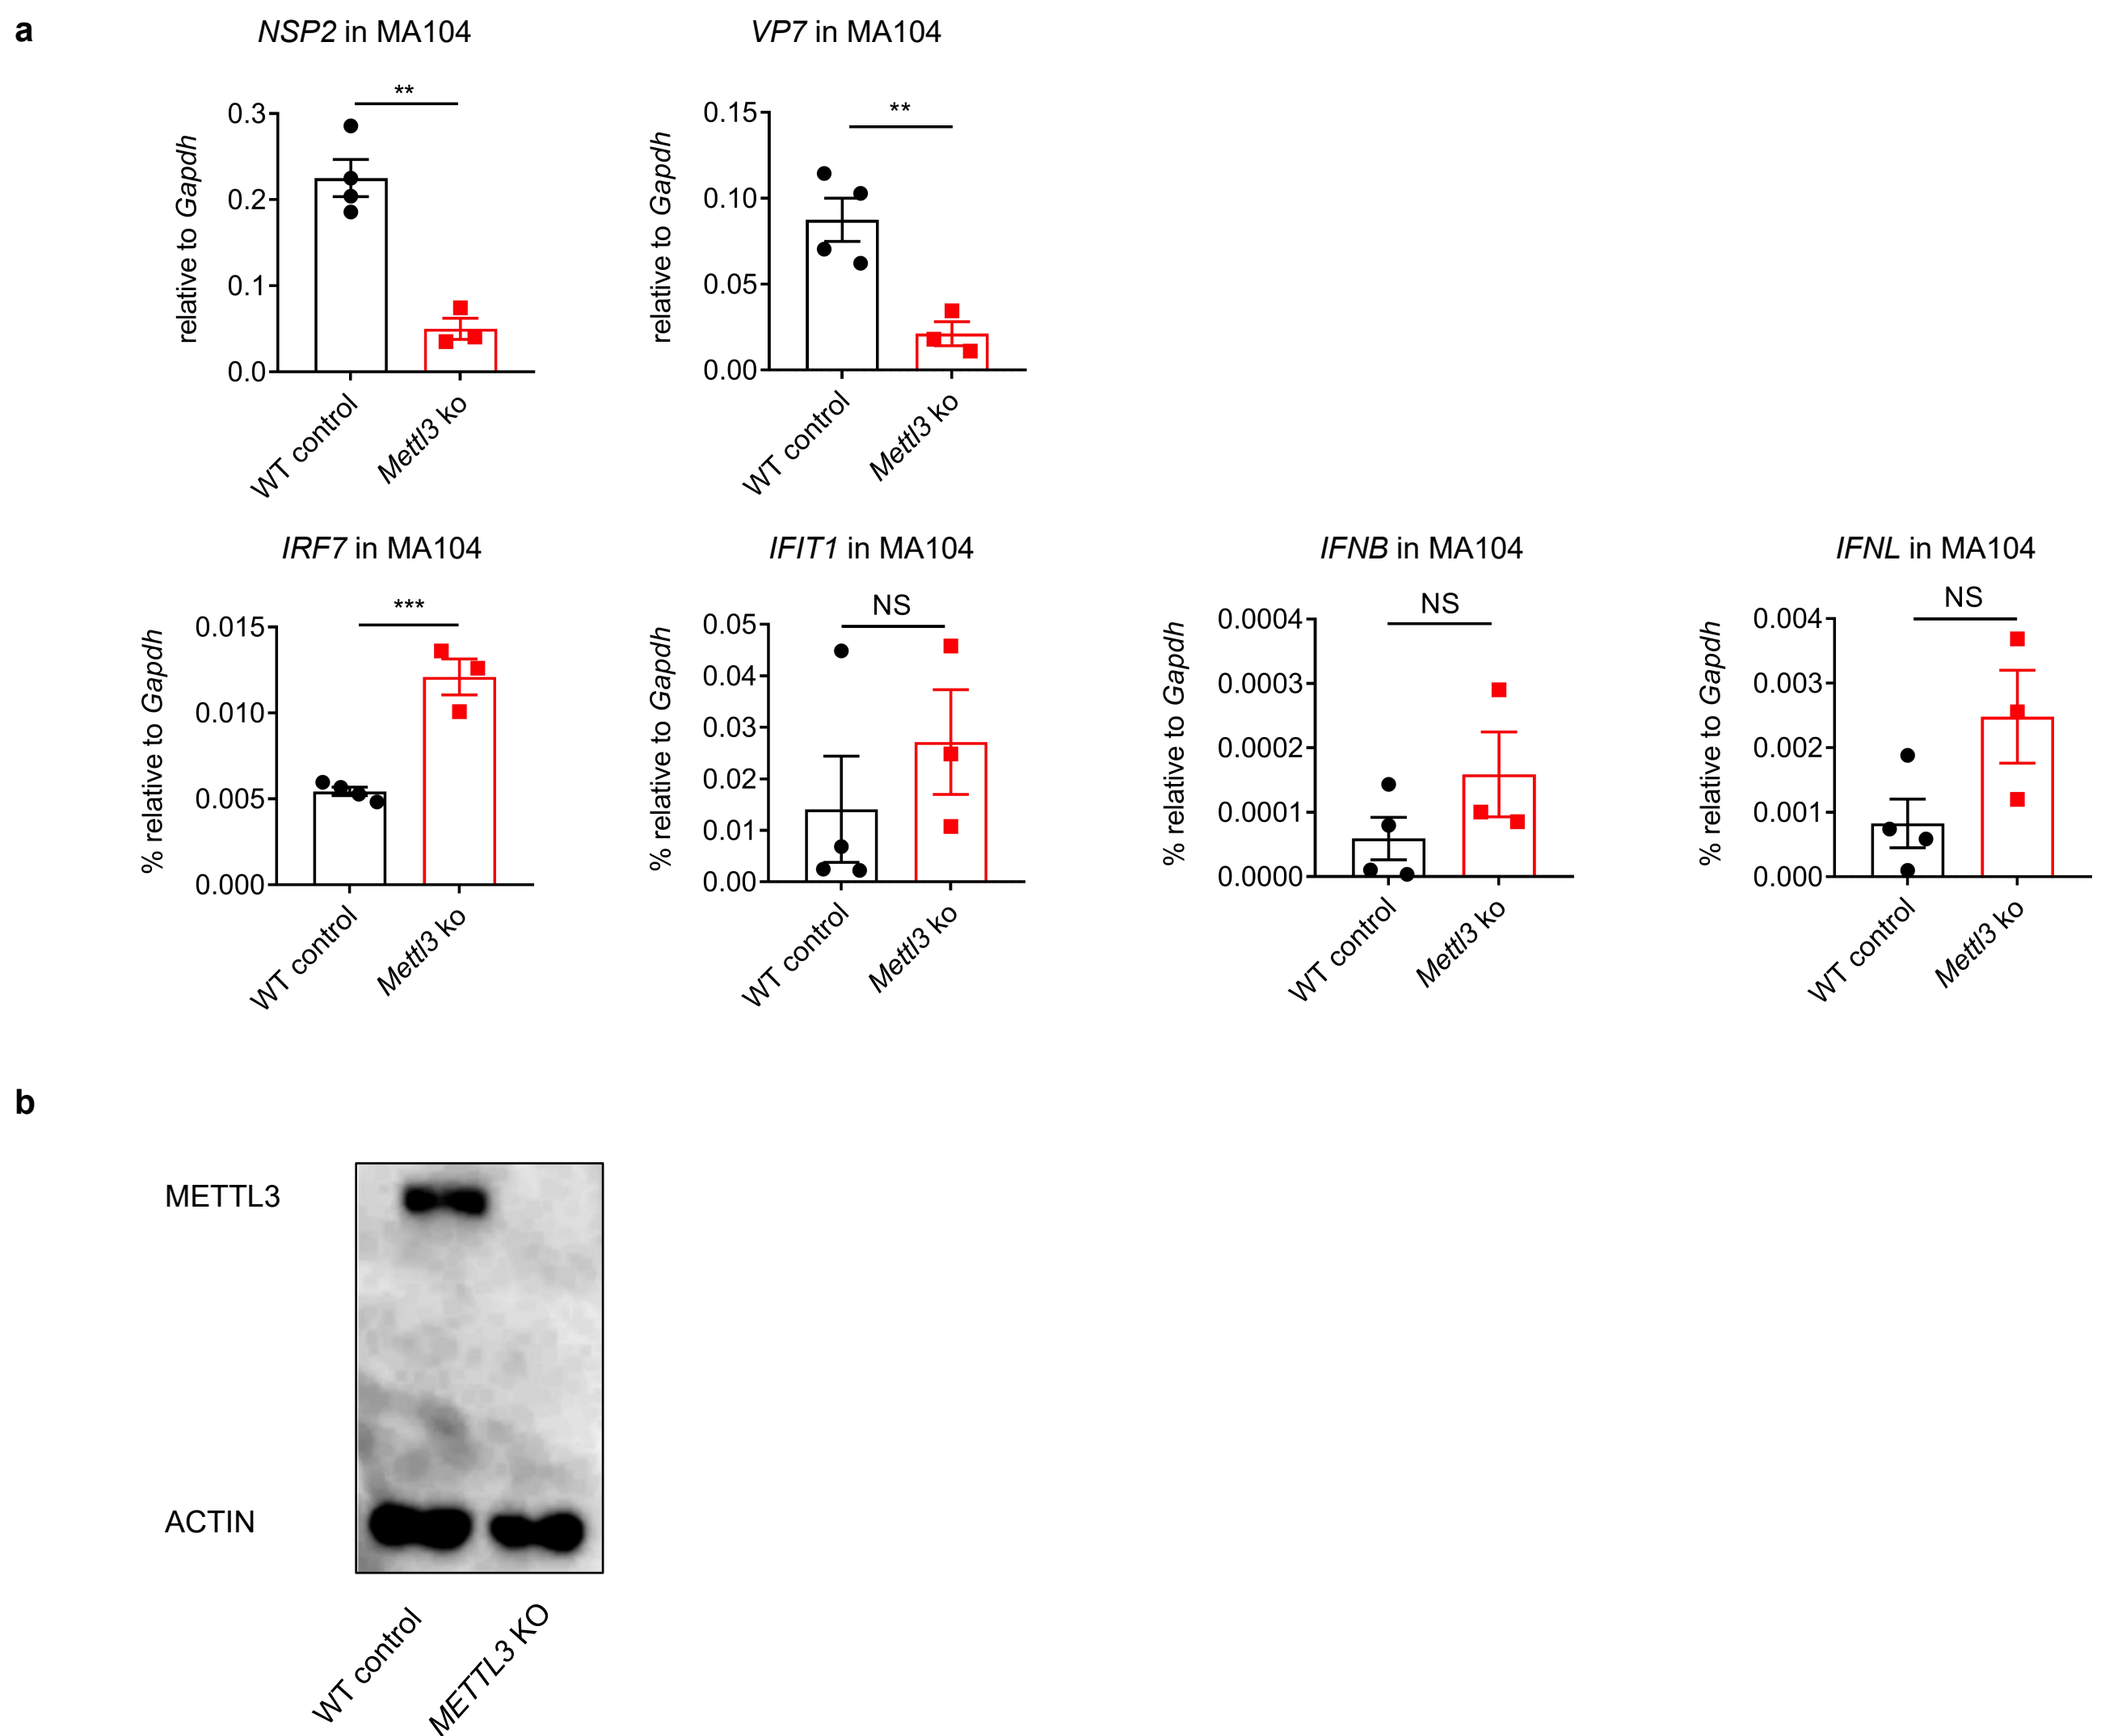 a
NSP2 in MA104
**
relative to Gapdh
0.3
0.2
0.1
0.0
WT control
Mettl3 ko
VP7 in MA104
**
relative to Gapdh
0.15
0.10
0.05
0.00
WT control
Mettl3 ko
IRF7 in MA104
***
% relative to Gapdh
0.015
0.010
0.005
0.000
WT control
Mettl3 ko
IFIT1 in MA104
NS
% relative to Gapdh
0.05
0.04
0.03
0.02
0.01
0.00
WT control
Mettl3 ko
IFNB in MA104
NS
% relative to Gapdh
0.0004
0.0003
0.0002
0.0001
0.0000
WT control
Mettl3 ko
IFNL in MA104
NS
% relative to Gapdh
0.004
0.003
0.002
0.001
0.000
WT control
Mettl3 ko
b
METTL3
ACTIN
WT control
METTL3 KO